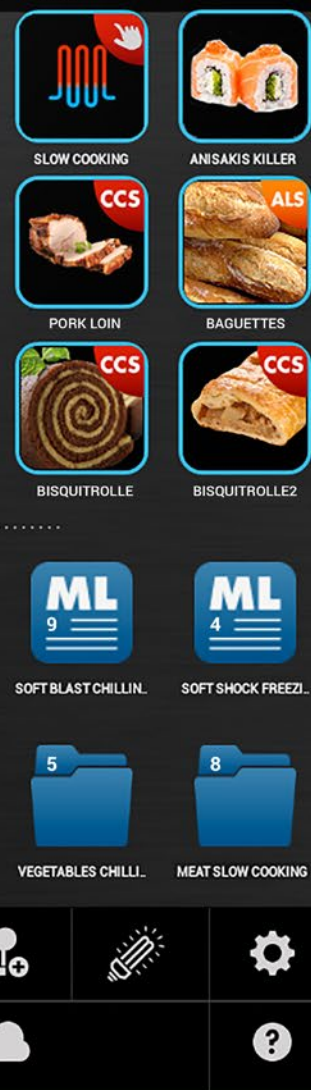 SLOW COOKING
ANISAKIS KILLER
CCS
ALS
PORK LOIN
BAGUETTES
CCS
CCS
BISQUITROLLE
BISQUITROLLE2
ML
9
ML
4
SOFT BLAST CHILLIN..
SOFT SHOCK FREEZI..
5
8
VEGETABLES CHILLI..
MEAT SLOW COOKING
?